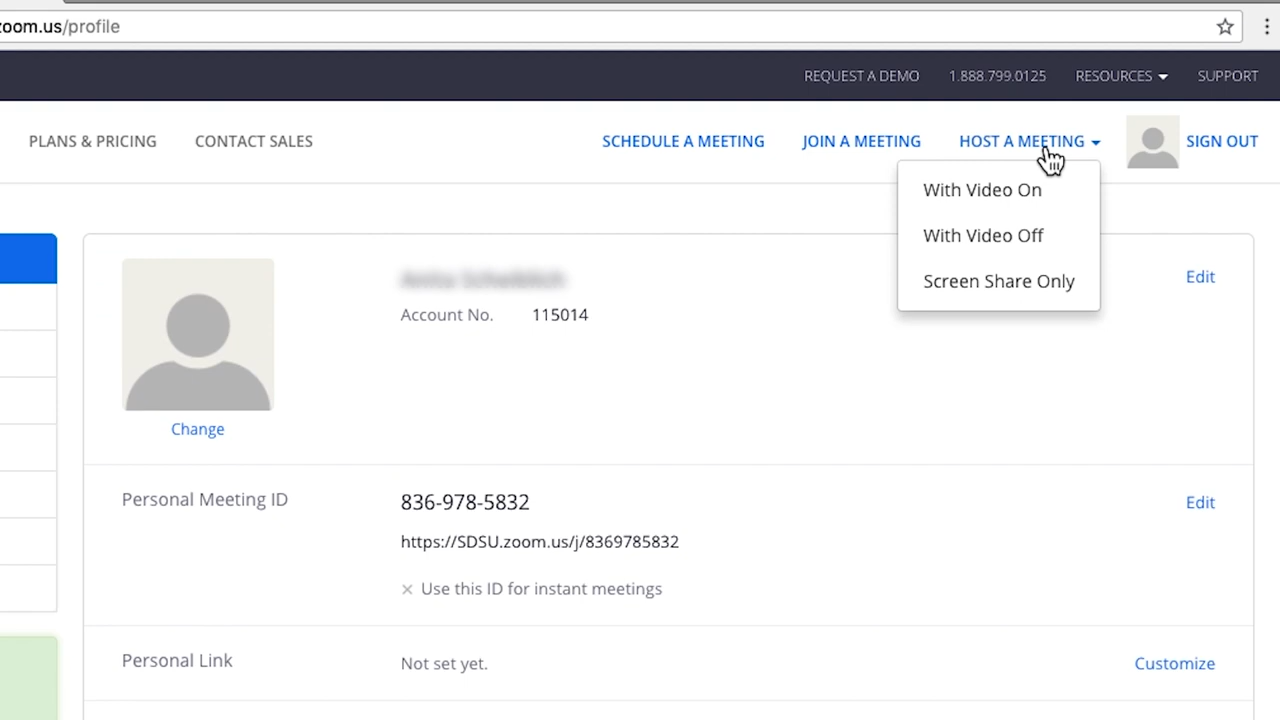 zoom.us/profile
REQUEST A DEMO 1.888.799.0125 RESOURCES SUPPORT
PLANS & PRICING CONTACT SALES SCHEDULE A MEETING JOIN A MEETING HOST A MEETING SIGN OUT
With Video On
With Video Off
Screen Share Only
Edit
Account No. 115014
Change
Personal Meeting ID 836-978-5832 Edit
https://SDSU.zoom.us/j/8369785832
× Use this ID for instant meetings
Personal Link Not set yet. Customize